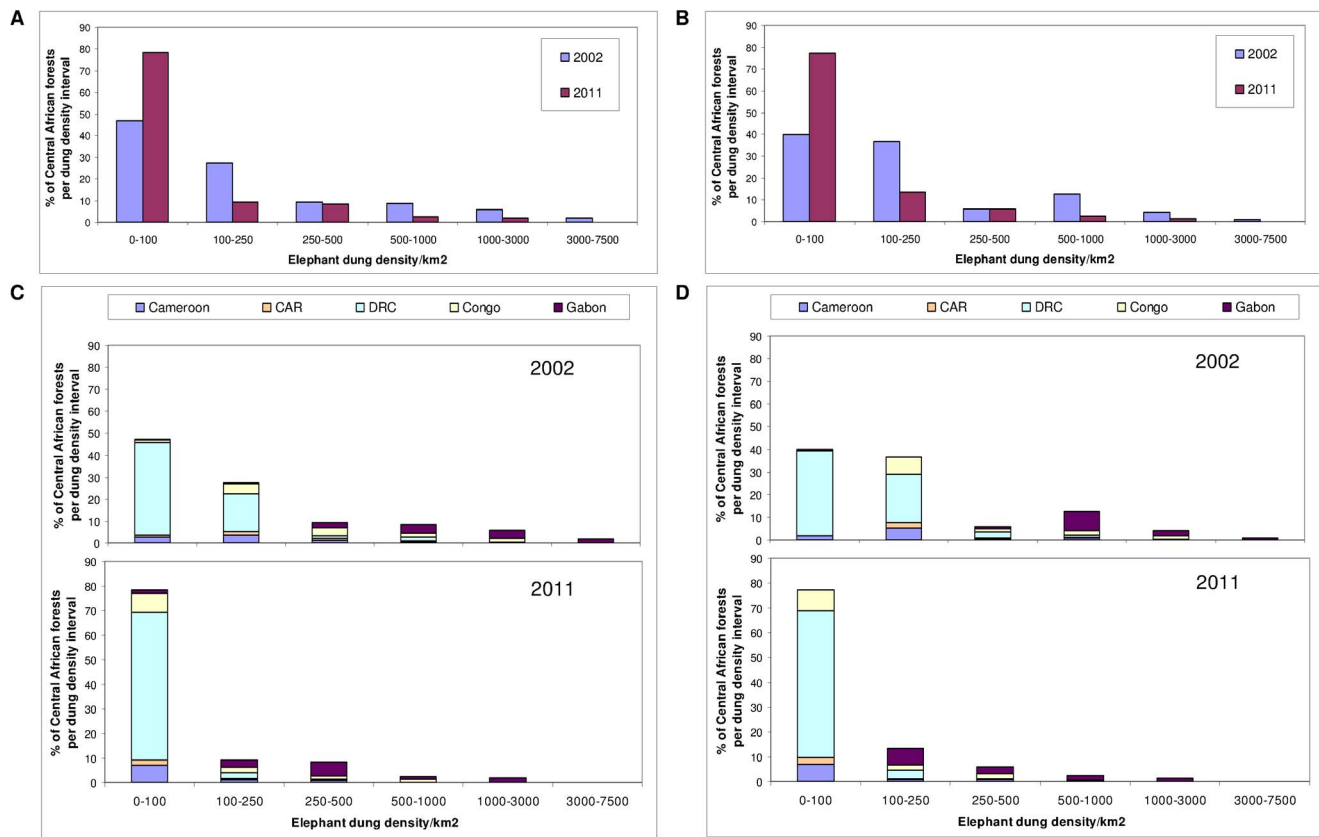 A
% of Central African forests
per dung density interval
90
80
70
60
50
40
30
20
10
0
2002
2011
0-100 100-250 250-500 500-1000 1000-3000 3000-7500
Elephant dung density/km2
B
% of Central African forests
per dung density interval
90
80
70
60
50
40
30
20
10
0
2002
2011
0-100 100-250 250-500 500-1000 1000-3000 3000-7500
Elephant dung density/km2
C
Cameroon CAR DRC Congo Gabon
% of Central African forests
per dung density interval
90
80
70
60
50
40
30
20
10
0
2002
% of Central African forests
per dung density interval
90
80
70
60
50
40
30
20
10
0
2011
0-100 100-250 250-500 500-1000 1000-3000 3000-7500
Elephant dung density/km2
D
Cameroon CAR DRC Congo Gabon
% of Central African forests
per dung density interval
90
80
70
60
50
40
30
20
10
0
2002
% of Central African forests
per dung density interval
90
80
70
60
50
40
30
20
10
0
2011
0-100 100-250 250-500 500-1000 1000-3000 3000-7500
Elephant dung density/km2